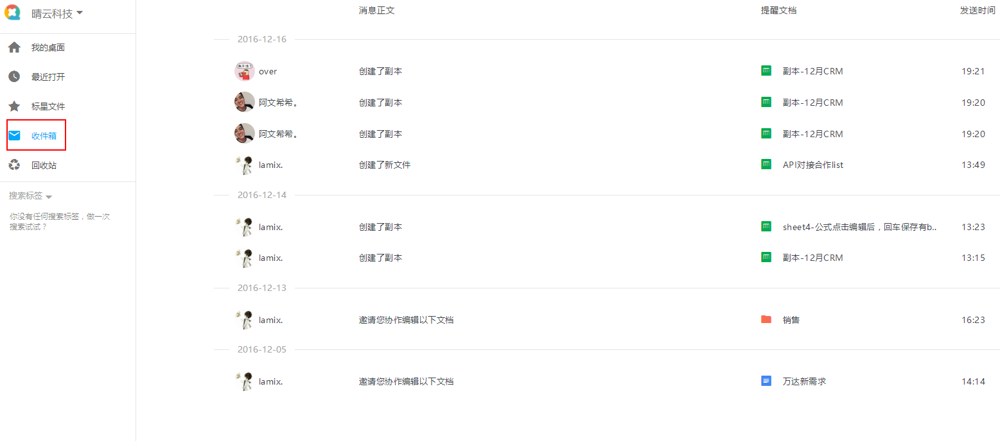 晴云科技
我的桌面
最近打开
标星文件
收件箱
回收站
搜索标签
你没有任何搜索标签，做一次
搜索试试？
消息正文 提醒文档 发送时间
2016-12-16
over 创建了副本 副本-12月CRM 19:21
阿文希希。 创建了副本 副本-12月CRM 19:20
阿文希希。 创建了副本 副本-12月CRM 19:20
lamix. 创建了新文件 API对接合作list 13:49
2016-12-14
lamix. 创建了副本 sheet4-公式点击编辑后，回车保存有b.. 13:23
lamix. 创建了副本 副本-12月CRM 13:15
2016-12-13
lamix. 邀请您协作编辑以下文档 销售 16:23
2016-12-05
lamix. 邀请您协作编辑以下文档 万达新需求 14:14